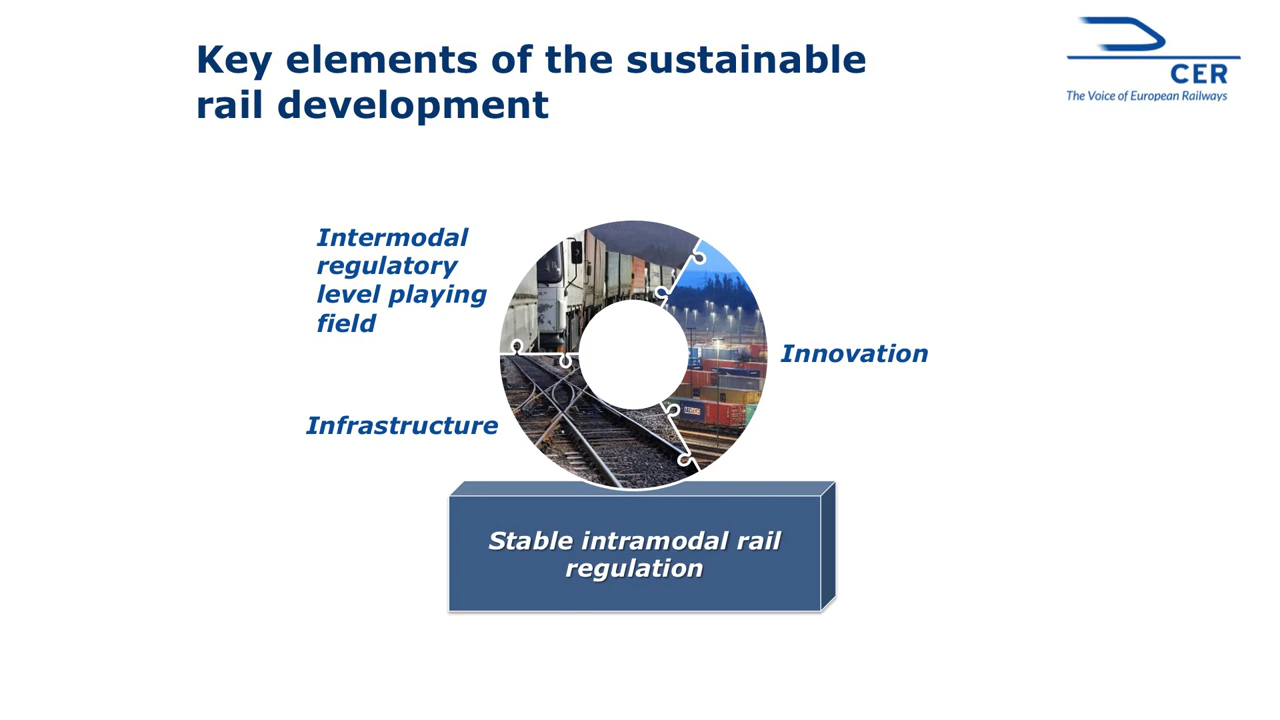 Key elements of the sustainable
rail development
CER
The Voice of European Railways
Intermodal
regulatory
level playing
field
Innovation
Infrastructure
Stable intramodal rail
regulation